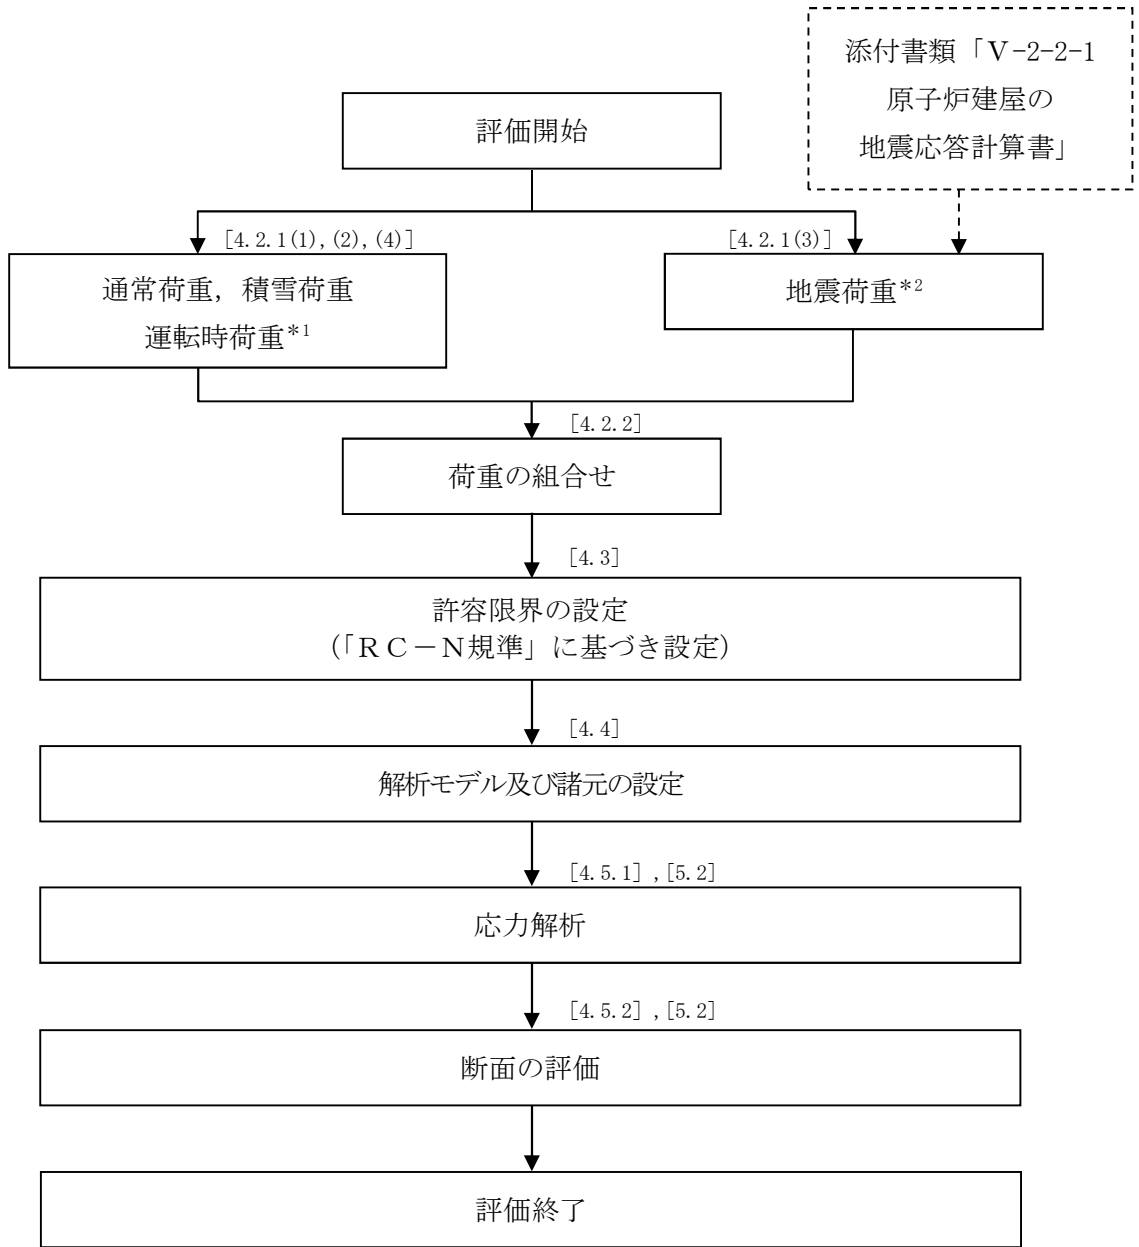 添付書類「Ⅴ-2-2-1
原子炉建屋の
地震応答計算書」
評価開始
[4.2.1(1),(2),(4)]
[4.2.1(3)]
通常荷重，積雪荷重
運転時荷重*1
地震荷重*2
[4.2.2]
荷重の組合せ
[4.3]
許容限界の設定
（「ＲＣ－Ｎ規準」に基づき設定）
[4.4]
解析モデル及び諸元の設定
[4.5.1],[5.2]
応力解析
[4.5.2],[5.2]
断面の評価
評価終了